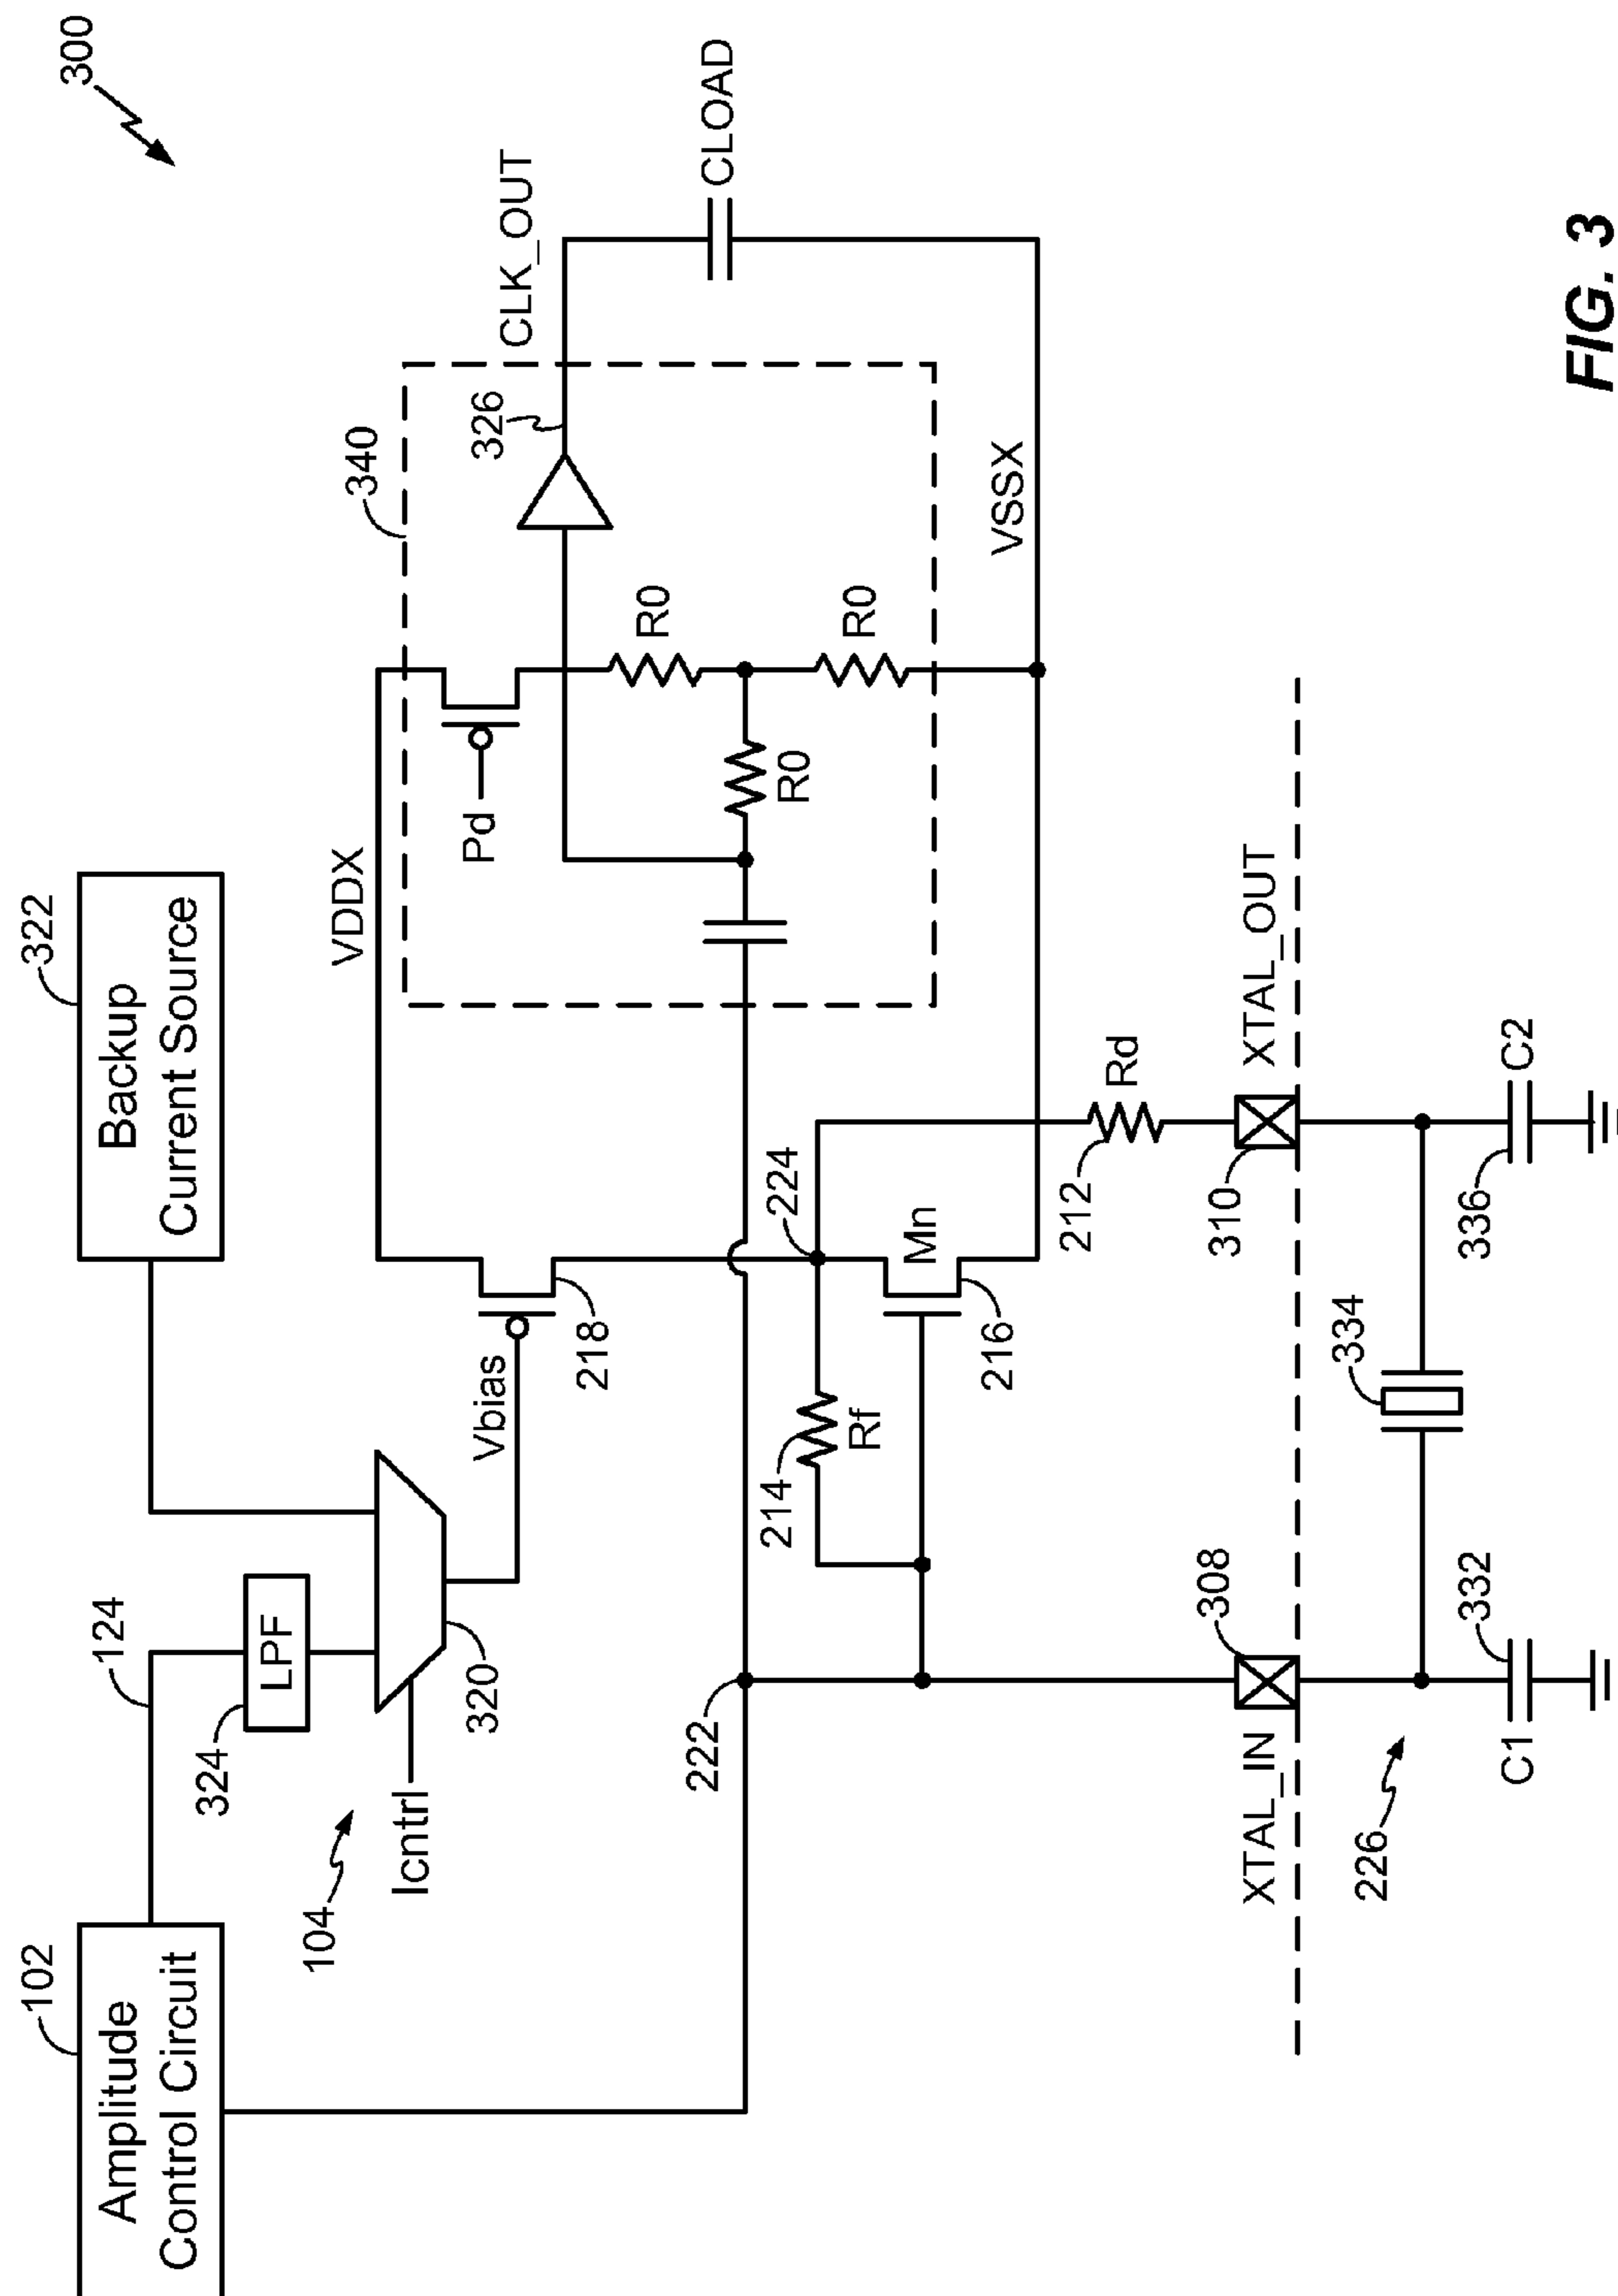 300
102
Amplitude
Control Circuit
124
322
Backup
Current Source
324
LPF
104
Icntrl
320
Vbias
218
VDDX
340
Pd
R0
R0
R0
326
CLK_OUT
CLOAD
VSSX
222
224
214
Rf
Mn
216
212
Rd
XTAL_IN
308
310
XTAL_OUT
226
334
C1
332
336
C2
FIG. 3